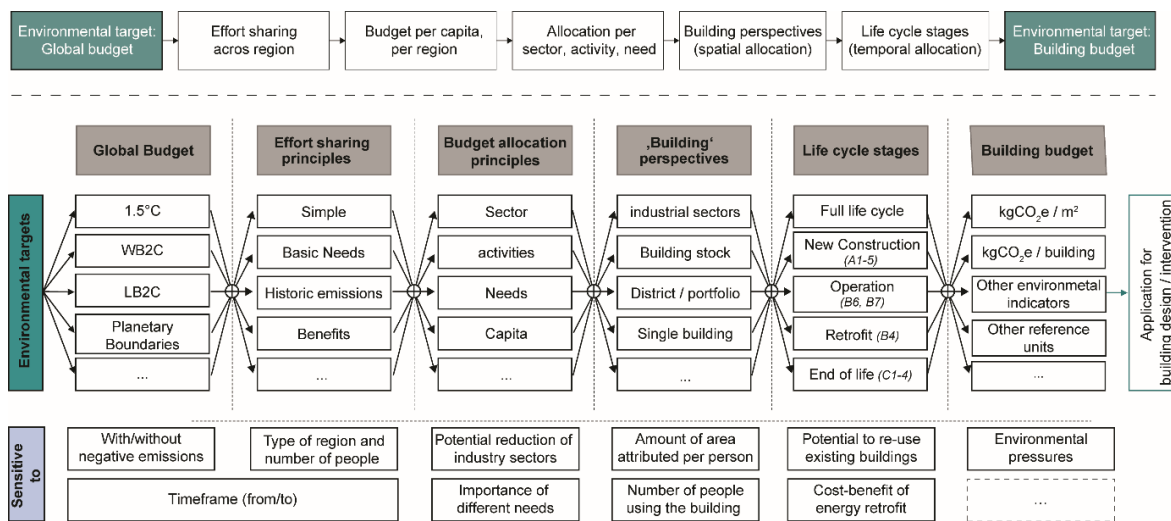 Environmental target:
Global budget
Effort sharing
acros region
Budget per capita,
per region
Allocation per
sector, activity, need
Building perspectives
(spatial allocation)
Life cycle stages
(temporal allocation)
Environmental target:
Building budget
Global Budget
Effort sharing
principles
Budget allocation
principles
‚Building‘
perspectives
Life cycle stages
Building budget
Environmental targets
1.5°C
WB2C
LB2C
Planetary
Boundaries
...
Simple
Basic Needs
Historic emissions
Benefits
...
Sector
activities
Needs
Capita
...
industrial sectors
Building stock
District / portfolio
Single building
...
Full life cycle
New Construction
(A1-5)
Operation
(B6, B7)
Retrofit (B4)
End of life (C1-4)
kgCO2e / m²
kgCO2e / building
Other environmetal
indicators
Other reference
units
...
Application for
building design / intervention
Sensitive
to
With/without
negative emissions
Type of region and
number of people
Timeframe (from/to)
Potential reduction of
industry sectors
Importance of
different needs
Amount of area
attributed per person
Number of people
using the building
Potential to re-use
existing buildings
Cost-benefit of
energy retrofit
Environmental
pressures
...